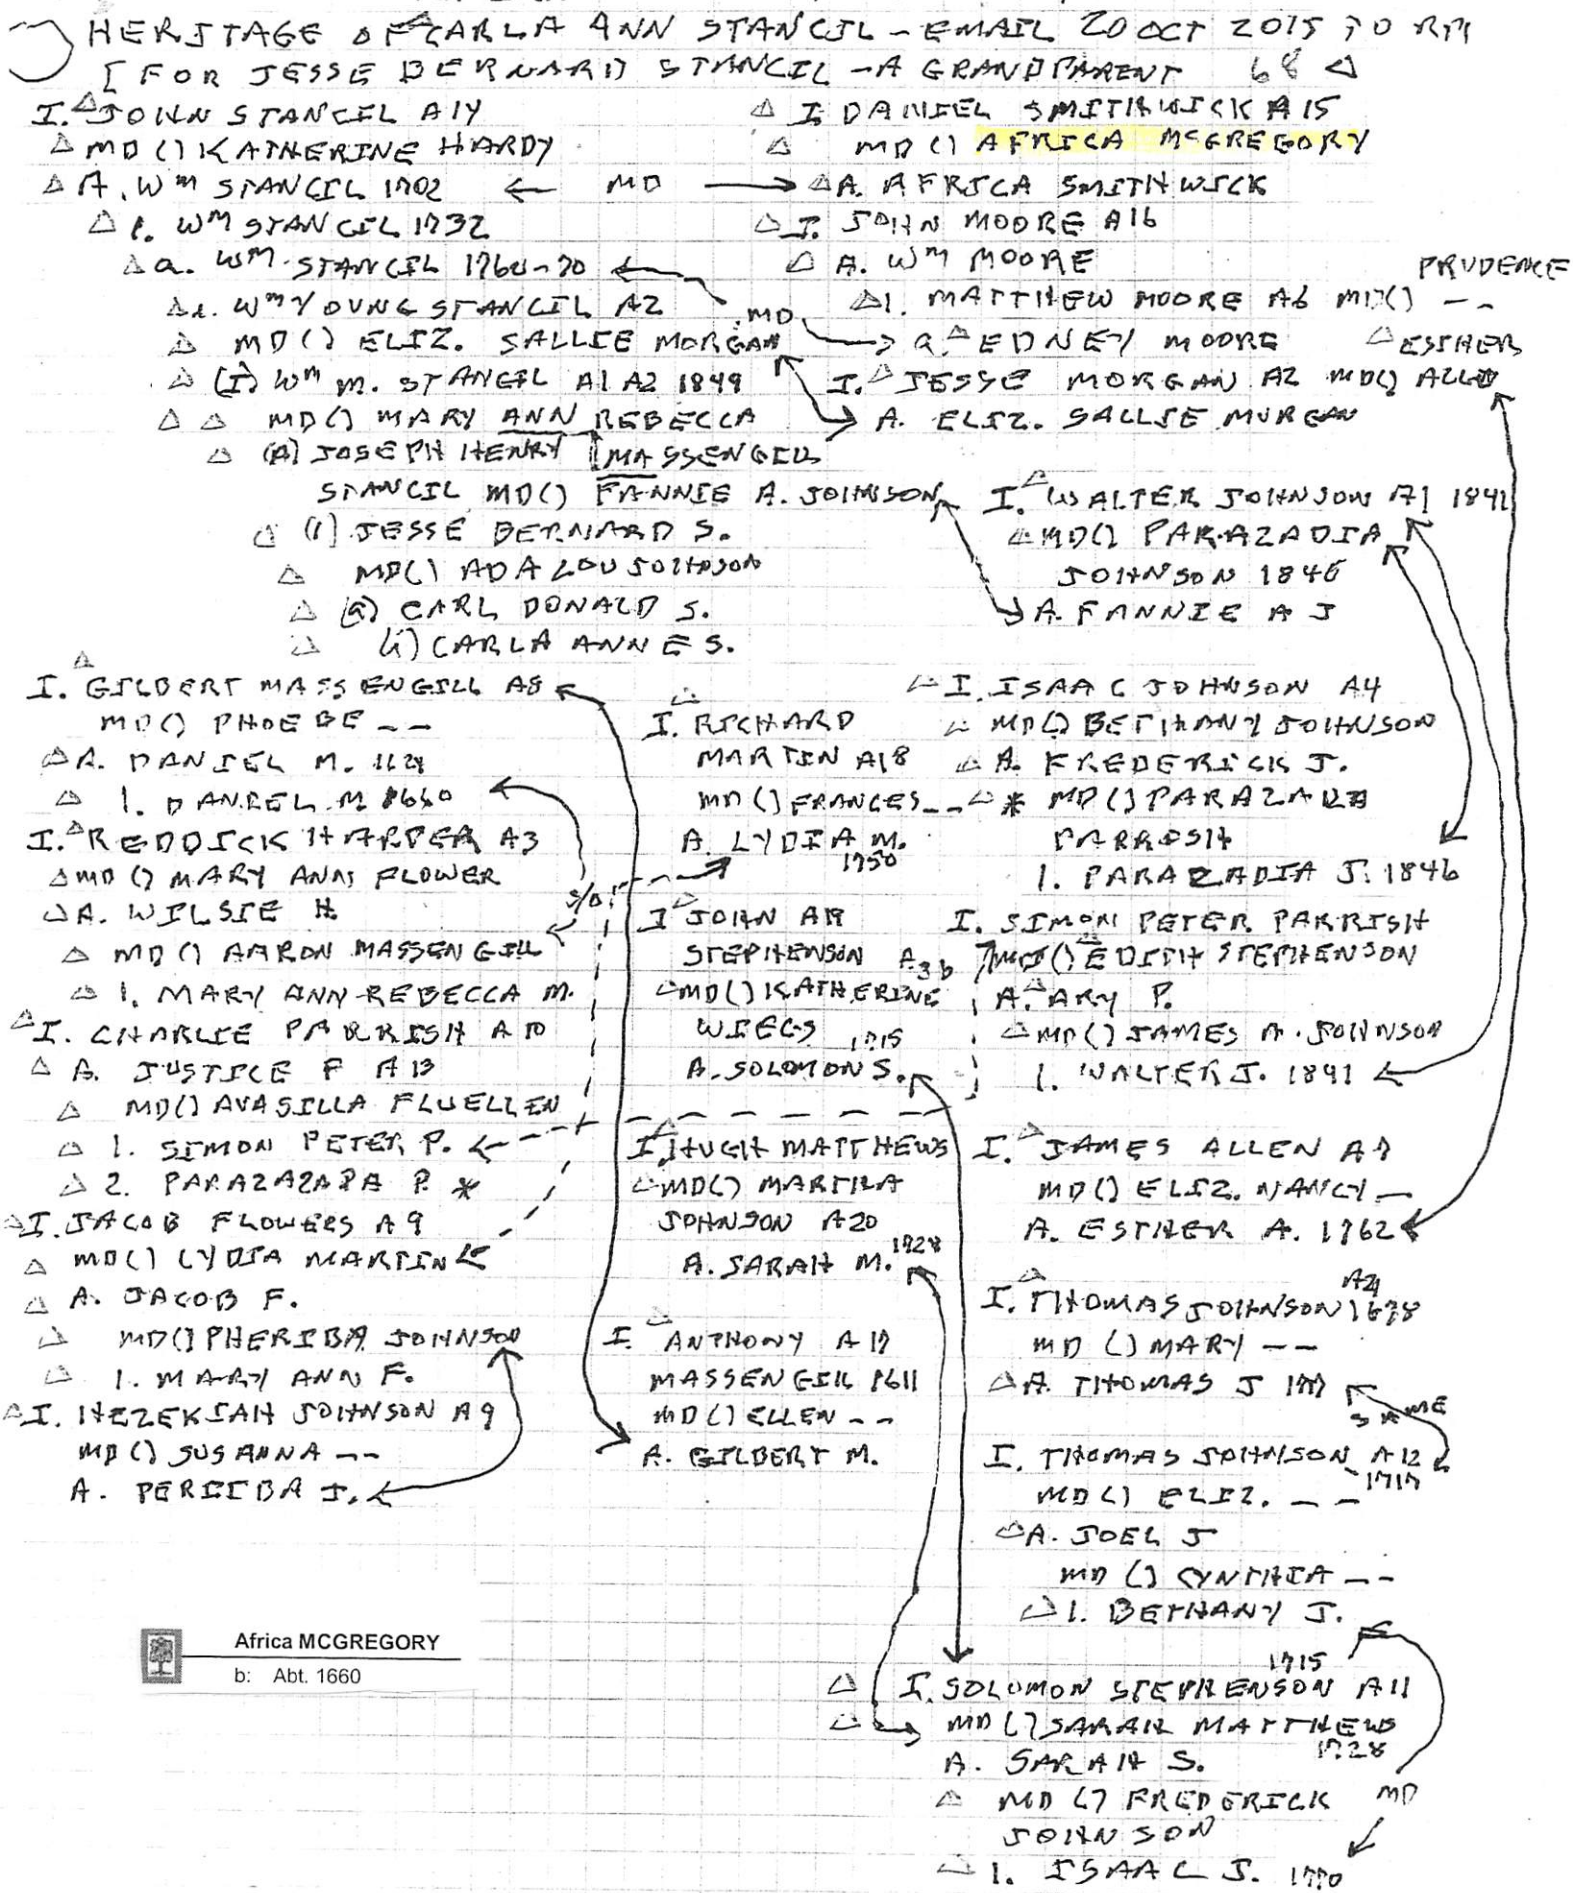 HERITAGE OF CARLA ANN STANCIL - EMAIL 20 OCT 2015 TO
[FOR JESSE BERNARD STANCIL - A GRANDPARENT 68
I. JOHN STANCIL A14
MD () KATHERINE HARDY
A. Wm STANCIL 1702 ← MD →
1. Wm STANCIL 1732
a. Wm. STANCIL 1760-70
i. Wm YOUNG STANCIL A2
MD () ELIZ. SALLIE MORGAN
(I) Wm M. STANCIL A1 A2 1849
MD () MARY ANN REBECCA
MASSENGILL
(A) JOSEPH HENRY
STANCIL MD() FANNIE A. JOHNSON
(1) JESSE BERNARD S.
MD() ADA LOU JOHNSON
(a) CARL DONALD S.
(i) CARLA ANNE S.
I. DANIEL SMITHWICK A15
MD () AFRICA McGREGORY
A. AFRICA SMITHWICK
I. JOHN MOORE A16
A. Wm MOORE
PRUDENCE
1. MATTHEW MOORE A6 MD() --
MD
a. EDNEY MOORE
ESTHER
I. JESSE MORGAN A2 MD() ALLEN
A. ELIZ. SALLIE MORGAN
I. WALTER JOHNSON A1 1841
MD() PARAZADIA
JOHNSON 1846
A. FANNIE A J
I. GILBERT MASSENGILL A8
MD() PHOEBE --
A. DANIEL M.
1. DANIEL M
I. REDDICK HARPER A3
MD () MARY ANN FLOWER
A. WILSIE H.
MD () AARON MASSENGILL
1. MARY ANN REBECCA M.
I. CHARLIE PARRISH A10
A. JUSTICE P A13
MD() AVASILLA FLUELLEN
1. SIMON PETER P.
2. PARAZAZADA P. *
I. JACOB FLOWERS A9
MD() LYDIA MARTIN
A. JACOB F.
MD() PHERIBA JOHNSON
1. MARY ANN F.
I. HEZEKIAH JOHNSON A9
MD () SUSANNA --
A. PERIIBA J.
S/O
I. RICHARD
MARTIN A18
MD () FRANCES --
A. LYDIA M.
1750
I JOHN A19
STEPHENSON A3b
MD() KATHERINE
WIEGS
1715
A. SOLOMON S.
I. HUGH MATTHEWS
MD() MARTHA
JOHNSON A20
A. SARAH M. 1728
I. ANTHONY A17
MASSENGILL 1611
MD () ELLEN --
A. GILBERT M.
I. ISAAC JOHNSON A4
MD() BETHANY JOHNSON
A. FREDERICK J.
* MD() PARAZADA
PARRISH
1. PARAZADIA J. 1846
I. SIMON PETER PARRISH
MD() EDITH STEPHENSON
A. ARY P.
MD() JAMES A. JOHNSON
1. WALTER J. 1841
I. JAMES ALLEN A7
MD() ELIZ. NANCY —
A. ESTHER A. 1762
A21
I. THOMAS JOHNSON 1678
MD () MARY --
A. THOMAS J 1717
SAME
I. THOMAS JOHNSON A12
1717
MD() ELIZ. --
A. JOEL J
MD () CYNTHIA --
1. BETHANY J.
1715
I. SOLOMON STEPHENSON A11
MD () SARAH MATTHEWS
1728
A. SARAH S.
MD () FREDERICK MD
JOHNSON
1. ISAAC J. 1770
Africa MCGREGORY
b: Abt. 1660